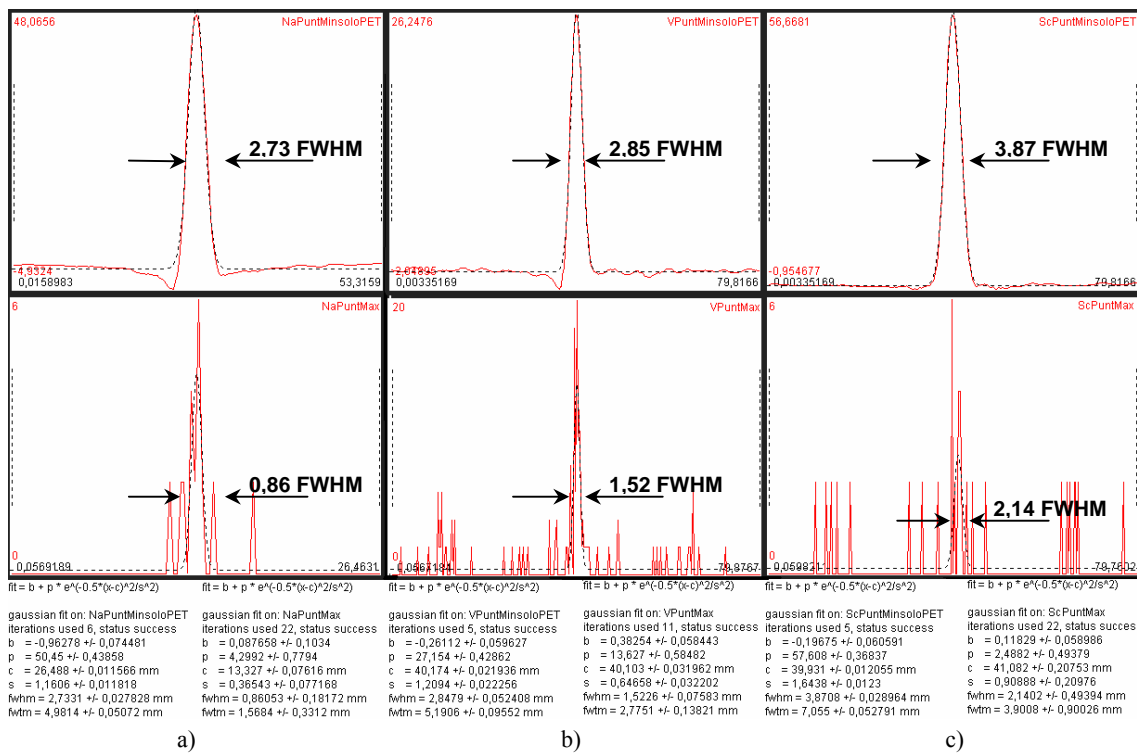 48,0656
NaPuntMinsoloPET
2,73 FWHM
-4,9324
0,0158983
53,3159
26,2476
VPuntMinsoloPET
2,85 FWHM
0,00335169
79,8166
56,6681
ScPuntMinsoloPET
3,87 FWHM
-0,954677
0,00335169
79,8166
6
NaPuntMax
0,86 FWHM
0
0,0569189
26,4631
20
VPuntMax
1,52 FWHM
0
0,0567184
79,8767
6
ScPuntMax
2,14 FWHM
0
0,059821
79,7602
fit = b + p * e^(-0.5*(x-c)^2/s^2)
gaussian fit on: NaPuntMinsoloPET
iterations used 6, status success
b = -0,96278 +/- 0,074481
p = 50,45 +/- 0,43858
c = 26,488 +/- 0,011566 mm
s = 1,1606 +/- 0,011818
fwhm = 2,7331 +/- 0,027828 mm
fwtm = 4,9814 +/- 0,05072 mm
fit = b + p * e^(-0.5*(x-c)^2/s^2)
gaussian fit on: NaPuntMax
iterations used 22, status success
b = 0,087658 +/- 0,1034
p = 4,2992 +/- 0,7794
c = 13,327 +/- 0,07616 mm
s = 0,36543 +/- 0,077168
fwhm = 0,86053 +/- 0,18172 mm
fwtm = 1,5684 +/- 0,3312 mm
a)
fit = b + p * e^(-0.5*(x-c)^2/s^2)
gaussian fit on: VPuntMinsoloPET
iterations used 5, status success
b = -0,26112 +/- 0,059627
p = 27,154 +/- 0,42862
c = 40,174 +/- 0,021936 mm
s = 1,2094 +/- 0,022256
fwhm = 2,8479 +/- 0,052408 mm
fwtm = 5,1906 +/- 0,09552 mm
fit = b + p * e^(-0.5*(x-c)^2/s^2)
gaussian fit on: VPuntMax
iterations used 11, status success
b = 0,38254 +/- 0,058443
p = 13,627 +/- 0,58482
c = 40,103 +/- 0,031962 mm
s = 0,64658 +/- 0,032202
fwhm = 1,5226 +/- 0,07583 mm
fwtm = 2,7751 +/- 0,13821 mm
b)
fit = b + p * e^(-0.5*(x-c)^2/s^2)
gaussian fit on: ScPuntMinsoloPET
iterations used 5, status success
b = -0,19675 +/- 0,060591
p = 57,608 +/- 0,36837
c = 39,931 +/- 0,012055 mm
s = 1,6438 +/- 0,0123
fwhm = 3,8708 +/- 0,028964 mm
fwtm = 7,055 +/- 0,052791 mm
fit = b + p * e^(-0.5*(x-c)^2/s^2)
gaussian fit on: ScPuntMax
iterations used 22, status success
b = 0,11829 +/- 0,058986
p = 2,4882 +/- 0,49379
c = 41,082 +/- 0,20753 mm
s = 0,90888 +/- 0,20976
fwhm = 2,1402 +/- 0,49394 mm
fwtm = 3,9008 +/- 0,90026 mm
c)